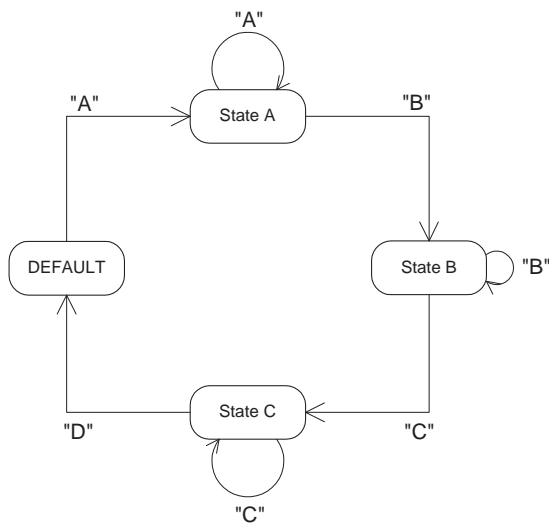 "A"
"A"
State A
"B"
DEFAULT
State B
"B"
State C
"D"
"C"
"C"